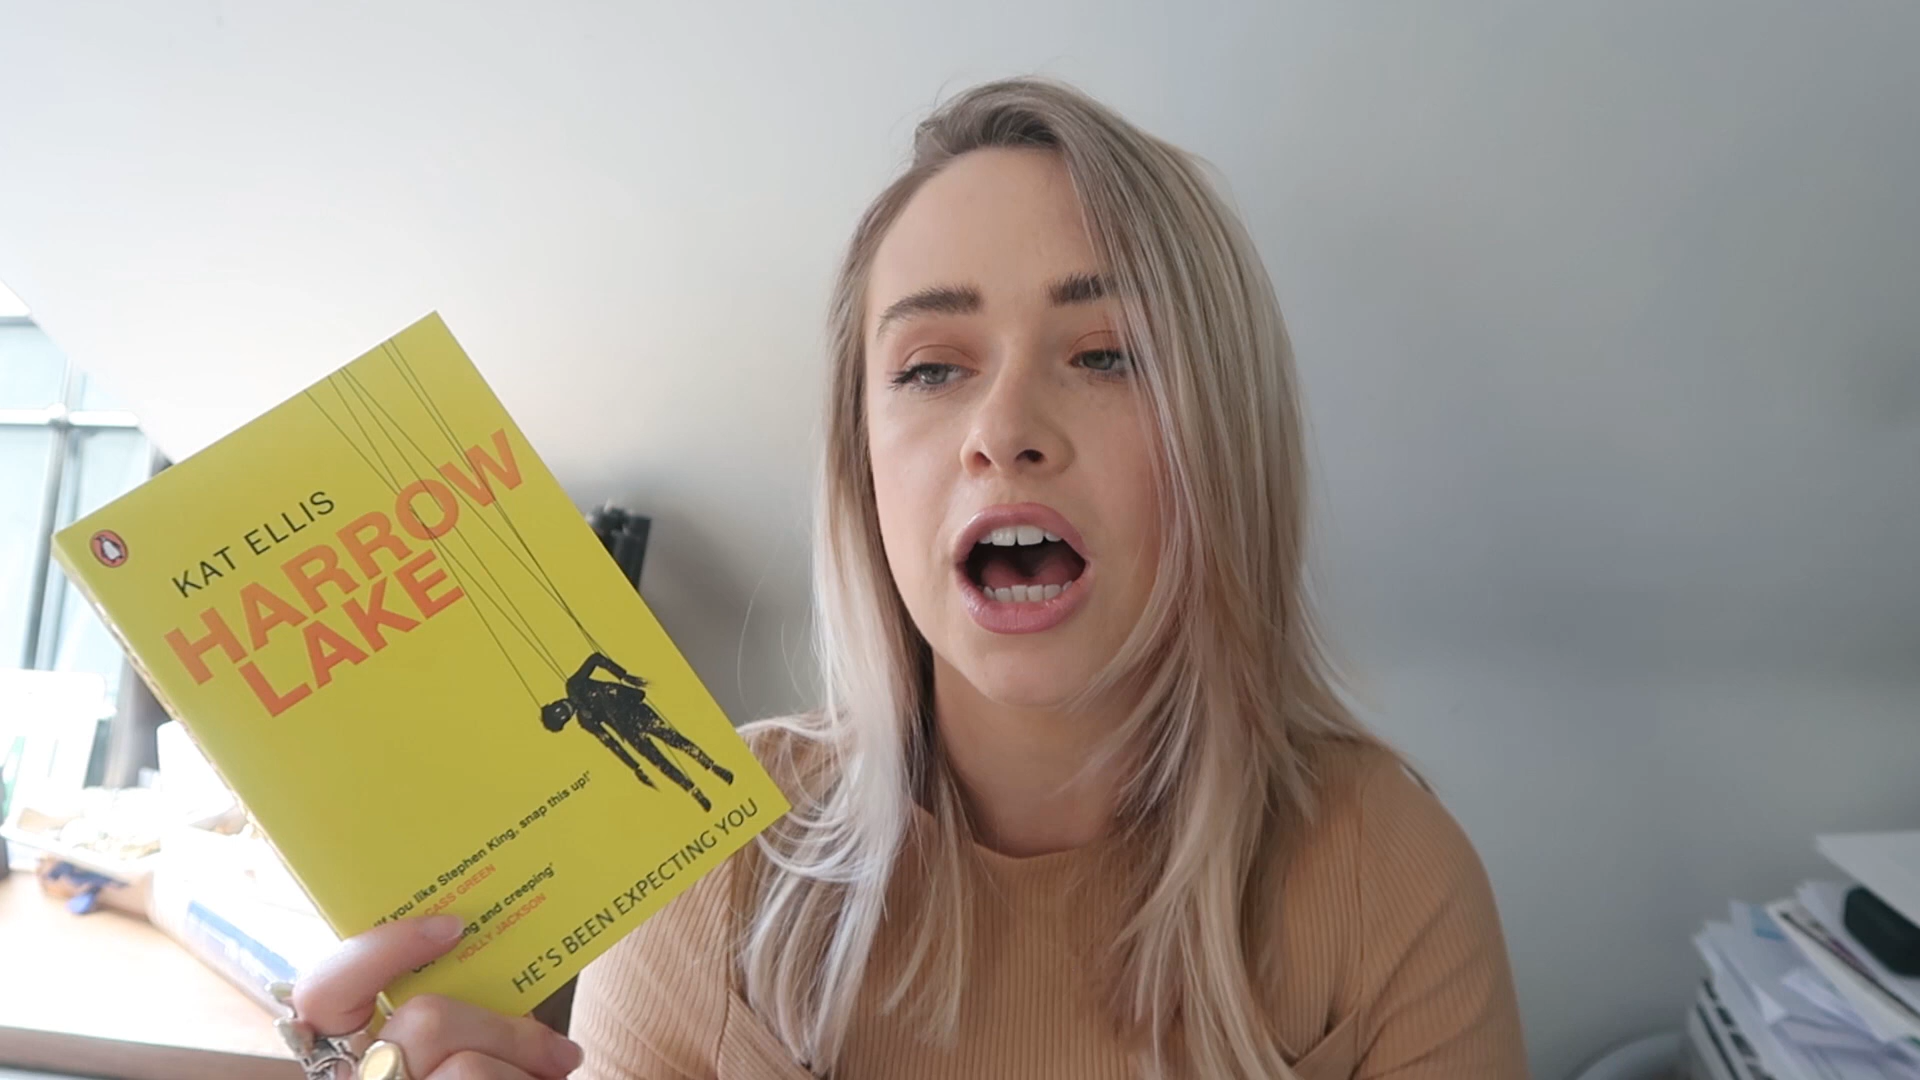 KAT ELLIS
HARROW
LAKE
you like Stephen King, snap this up!'
CASS GREEN
and creeping'
HOLLY JACKSON
HE'S BEEN EXPECTING YOU